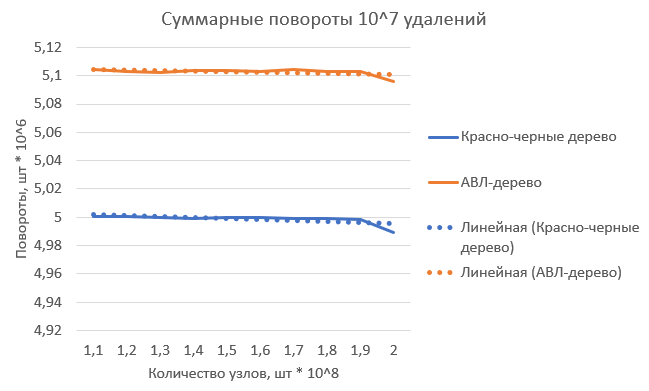 Суммарные повороты 10^7 удалений
5,12
5,1
5,08
5,06
5,04
5,02
5
4,98
4,96
4,94
4,92
Повороты, шт * 10^6
1,1 1,2 1,3 1,4 1,5 1,6 1,7 1,8 1,9 2
Количество узлов, шт * 10^8
Красно-черные дерево
АВЛ-дерево
Линейная (Красно-черные
дерево)
Линейная (АВЛ-дерево)